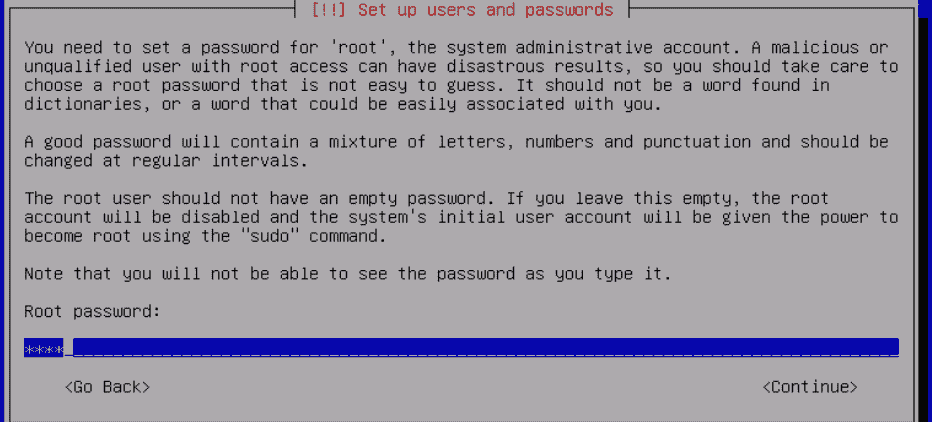 [!!] Set up users and passwords
You need to set a password for 'root', the system administrative account. A malicious or
unqualified user with root access can have disastrous results, so you should take care to
choose a root password that is not easy to guess. It should not be a word found in
dictionaries, or a word that could be easily associated with you.
A good password will contain a mixture of letters, numbers and punctuation and should be
changed at regular intervals.
The root user should not have an empty password. If you leave this empty, the root
account will be disabled and the system's initial user account will be given the power to
become root using the "sudo" command.
Note that you will not be able to see the password as you type it.
Root password:
****
<Go Back> <Continue>